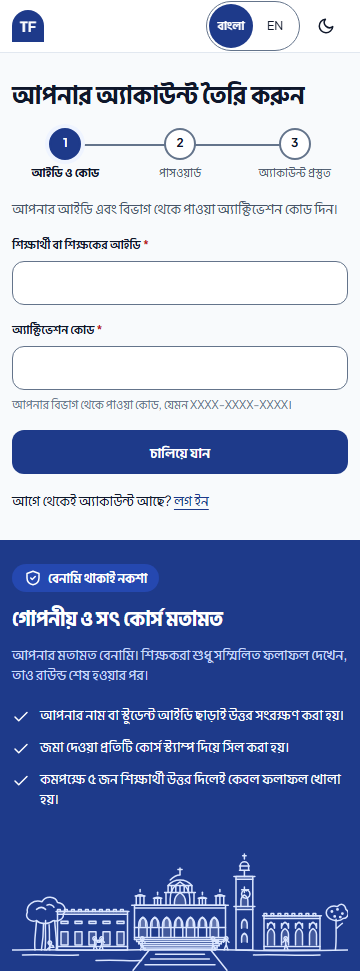 TF
বাংলা EN
আপনার অ্যাকাউন্ট তৈরি করুন
1 2 3
আইডি ও কোড পাসওয়ার্ড অ্যাকাউন্ট প্রস্তুত
আপনার আইডি এবং বিভাগ থেকে পাওয়া অ্যাক্টিভেশন কোড দিন।
শিক্ষার্থী বা শিক্ষকের আইডি *
অ্যাক্টিভেশন কোড *
আপনার বিভাগ থেকে পাওয়া কোড, যেমন XXXX-XXXX-XXXX।
চালিয়ে যান
আগে থেকেই অ্যাকাউন্ট আছে? লগ ইন
বেনামি থাকাই নকশা
গোপনীয় ও সৎ কোর্স মতামত
আপনার মতামত বেনামি। শিক্ষকরা শুধু সম্মিলিত ফলাফল দেখেন,
তাও রাউন্ড শেষ হওয়ার পর।
আপনার নাম বা স্টুডেন্ট আইডি ছাড়াই উত্তর সংরক্ষণ করা হয়।
জমা দেওয়া প্রতিটি কোর্স স্ট্যাম্প দিয়ে সিল করা হয়।
কমপক্ষে ৫ জন শিক্ষার্থী উত্তর দিলেই কেবল ফলাফল খোলা
হয়।